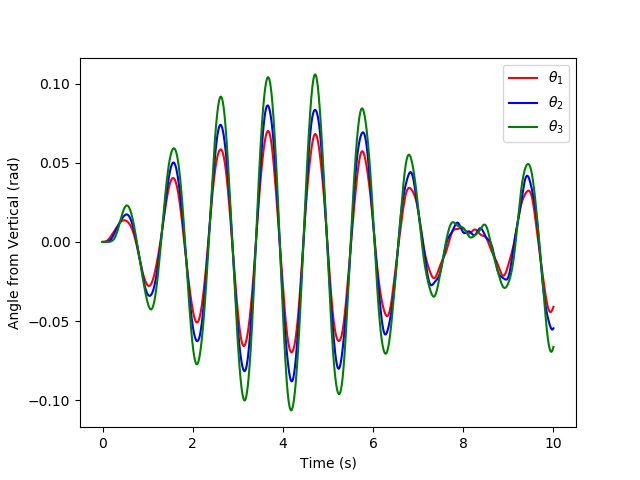 θ₁
θ₂
θ₃
0.10
0.05
0.00
−0.05
−0.10
Angle from Vertical (rad)
0 2 4 6 8 10
Time (s)